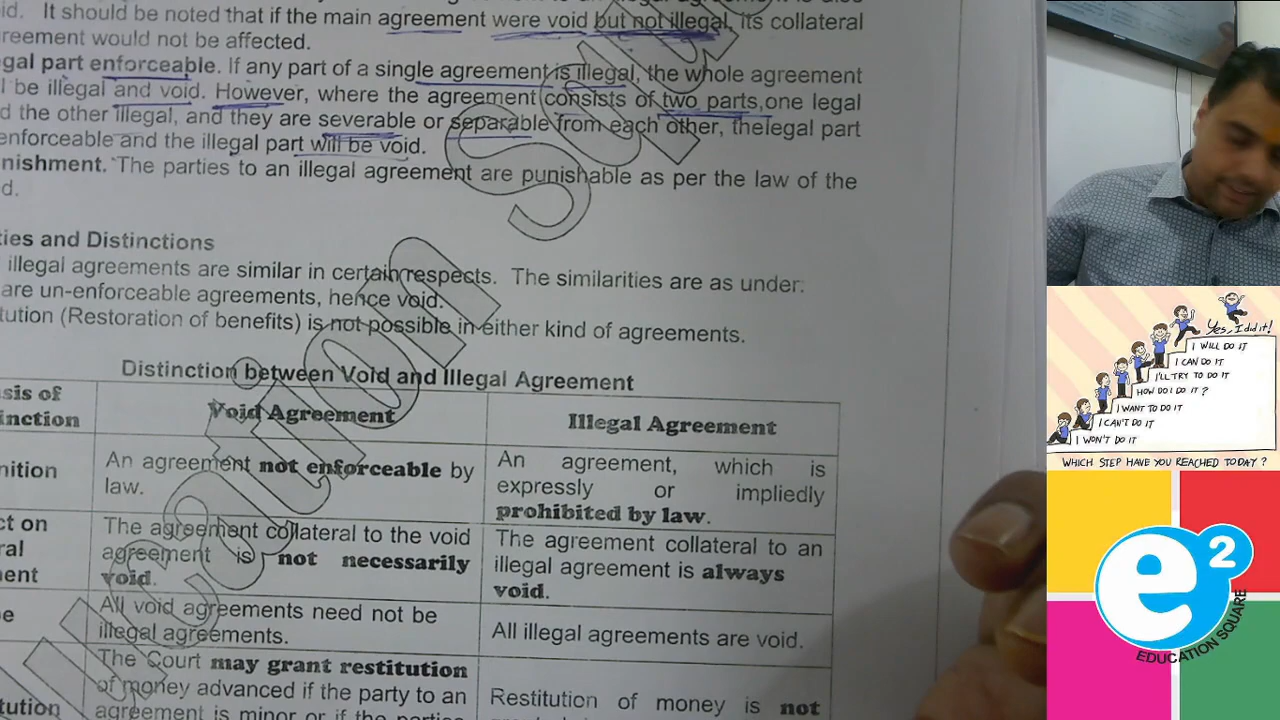 id. It should be noted that if the main agreement were void but not illegal, its collateral
reement would not be affected.
gal part enforceable. If any part of a single agreement is illegal, the whole agreement
l be illegal and void. However, where the agreement consists of two parts, one legal
d the other illegal, and they are severable or separable from each other, thelegal part
enforceable and the illegal part will be void.
nishment. The parties to an illegal agreement are punishable as per the law of the
d.
ties and Distinctions
illegal agreements are similar in certain respects. The similarities are as under:
are un-enforceable agreements, hence void.
tution (Restoration of benefits) is not possible in either kind of agreements.
Distinction between Void and Illegal Agreement
sis of
inction
Void Agreement
Illegal Agreement
nition
An agreement not enforceable by
law.
An agreement, which is
expressly or impliedly
prohibited by law.
ct on
ral
ent
The agreement collateral to the void
agreement is not necessarily
void.
The agreement collateral to an
illegal agreement is always
void.
e
All void agreements need not be
illegal agreements.
All illegal agreements are void.
tution
The Court may grant restitution
of money advanced if the party to an
agreement is minor or if the parties
Restitution of money is not
Yes, I did it!
I WILL DO IT
I CAN DO IT
I'LL TRY TO DO IT
HOW DO I DO IT?
I WANT TO DO IT
I CAN'T DO IT
I WON'T DO IT
WHICH STEP HAVE YOU REACHED TODAY?
e2
EDUCATION SQUARE